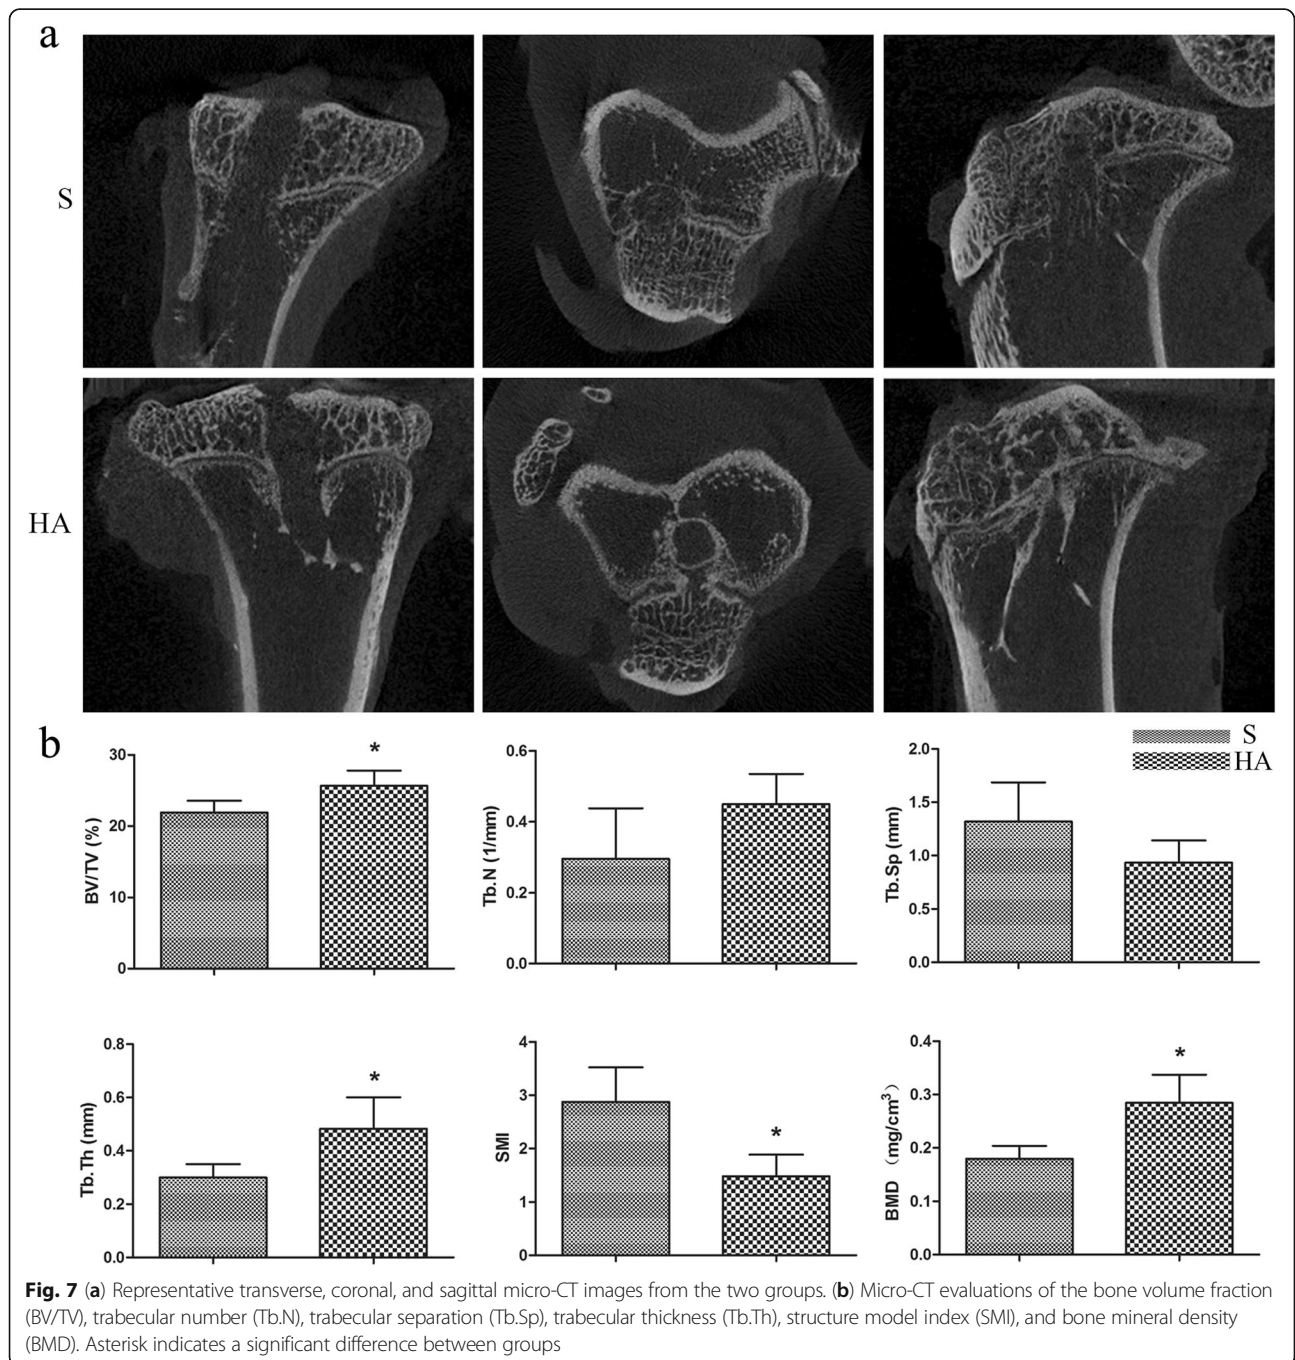 a
S
HA
b
S
HA
30
20
10
0
BV/TV (%)
*
0.6
0.4
0.2
0.0
Tb.N (1/mm)
2.0
1.5
1.0
0.5
0.0
Tb.Sp (mm)
0.8
0.6
0.4
0.2
0.0
Tb.Th (mm)
*
4
3
2
1
0
SMI
*
0.4
0.3
0.2
0.1
0.0
BMD （mg/cm³）
*
Fig. 7 (a) Representative transverse, coronal, and sagittal micro-CT images from the two groups. (b) Micro-CT evaluations of the bone volume fraction
(BV/TV), trabecular number (Tb.N), trabecular separation (Tb.Sp), trabecular thickness (Tb.Th), structure model index (SMI), and bone mineral density
(BMD). Asterisk indicates a significant difference between groups